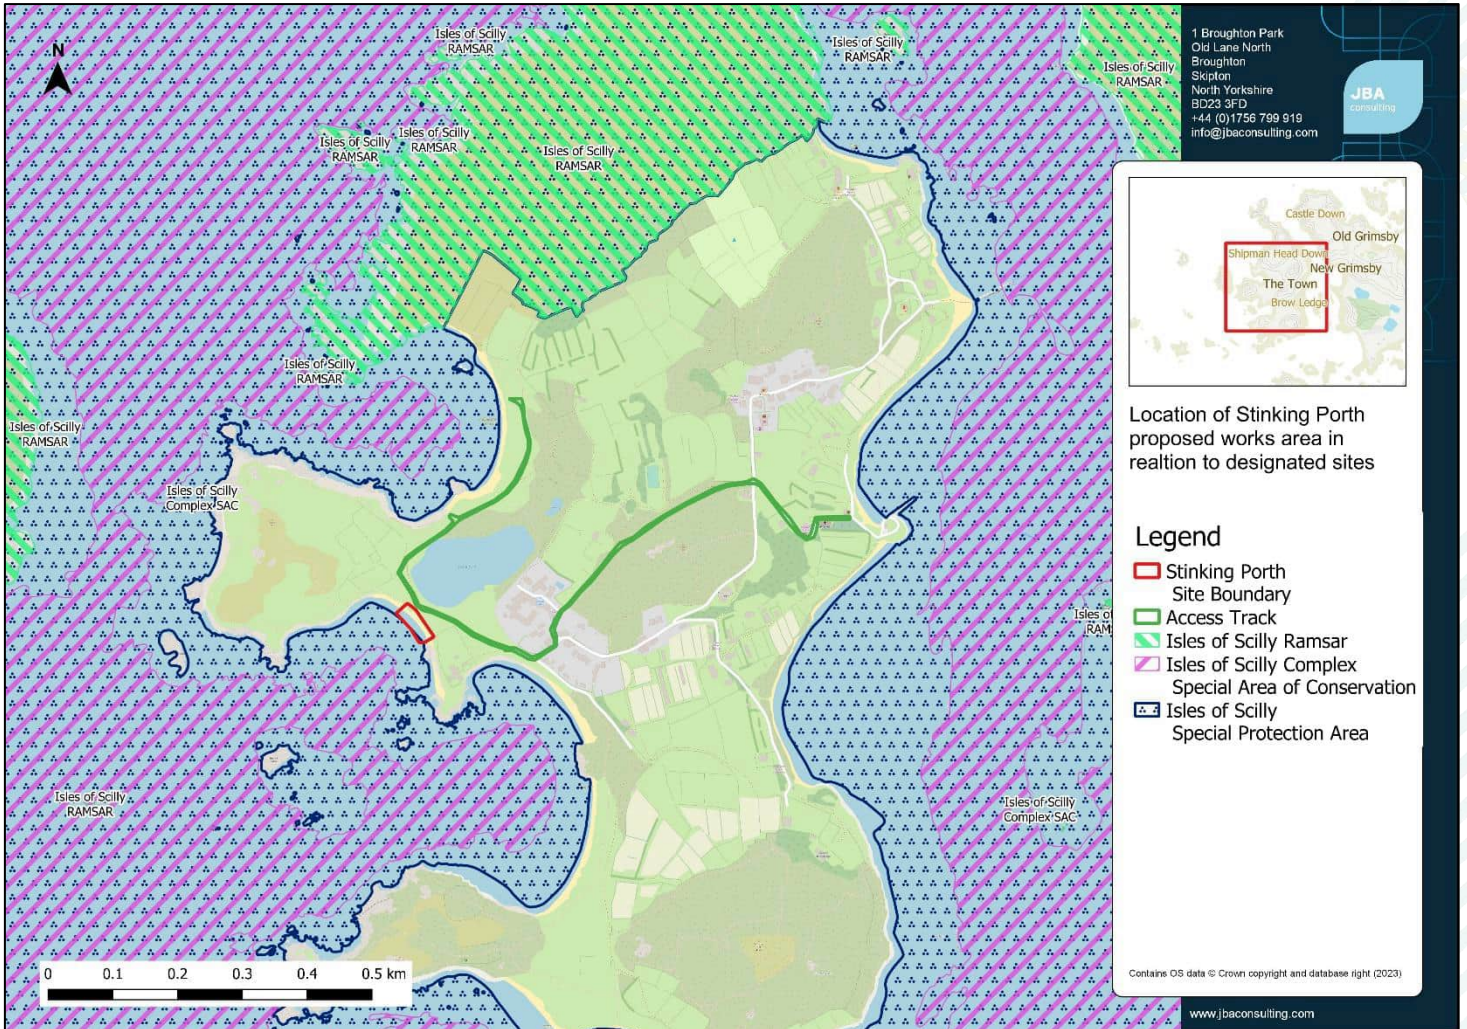 N
Isles of Scilly
RAMSAR
Isles of Scilly
RAMSAR
Isles of Scilly
RAMSAR
Isles of Scilly
RAMSAR
Isles of Scilly
RAMSAR
Isles of Scilly
RAMSAR
Isles of Scilly
RAMSAR
Isles of Scilly
RAMSAR
Isles of Scilly
Complex SAC
Isles of
RAM
Isles of Scilly
RAMSAR
Isles of Scilly
Complex SAC
0 0.1 0.2 0.3 0.4 0.5 km
1 Broughton Park
Old Lane North
Broughton
Skipton
North Yorkshire
BD23 3FD
+44 (0)1756 799 919
info@jbaconsulting.com
JBA
consulting
Castle Down
Old Grimsby
Shipman Head Down
New Grimsby
The Town
Brow Ledge
Location of Stinking Porth
proposed works area in
realtion to designated sites
Legend
Stinking Porth
Site Boundary
Access Track
Isles of Scilly Ramsar
Isles of Scilly Complex
Special Area of Conservation
Isles of Scilly
Special Protection Area
Contains OS data © Crown copyright and database right (2023)
www.jbaconsulting.com